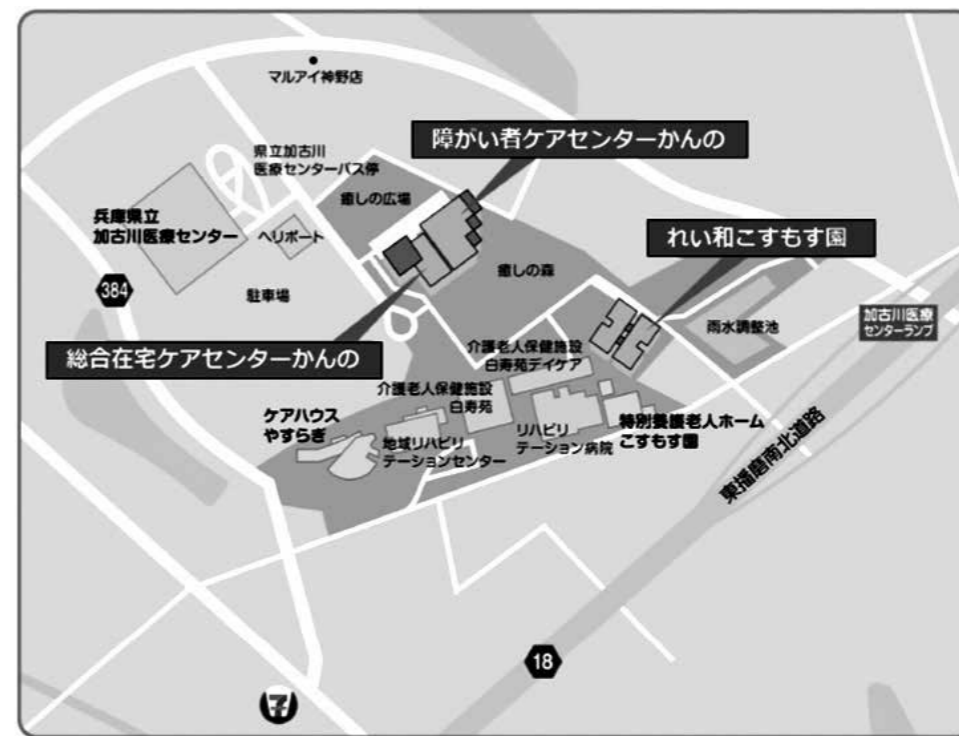 マルアイ神野店
障がい者ケアセンターかんの
県立加古川
医療センターバス停
癒しの広場
兵庫県立
加古川医療センター
ヘリポート
れい和こすもす園
癒しの森
384
駐車場
加古川医療
センターランプ
雨水調整池
総合在宅ケアセンターかんの
介護老人保健施設
白寿苑デイケア
介護老人保健施設
白寿苑
ケアハウス
やすらぎ
地域リハビリ
テーションセンター
リハビリ
テーション病院
特別養護老人ホーム
こすもす園
東播磨南北道路
18
7